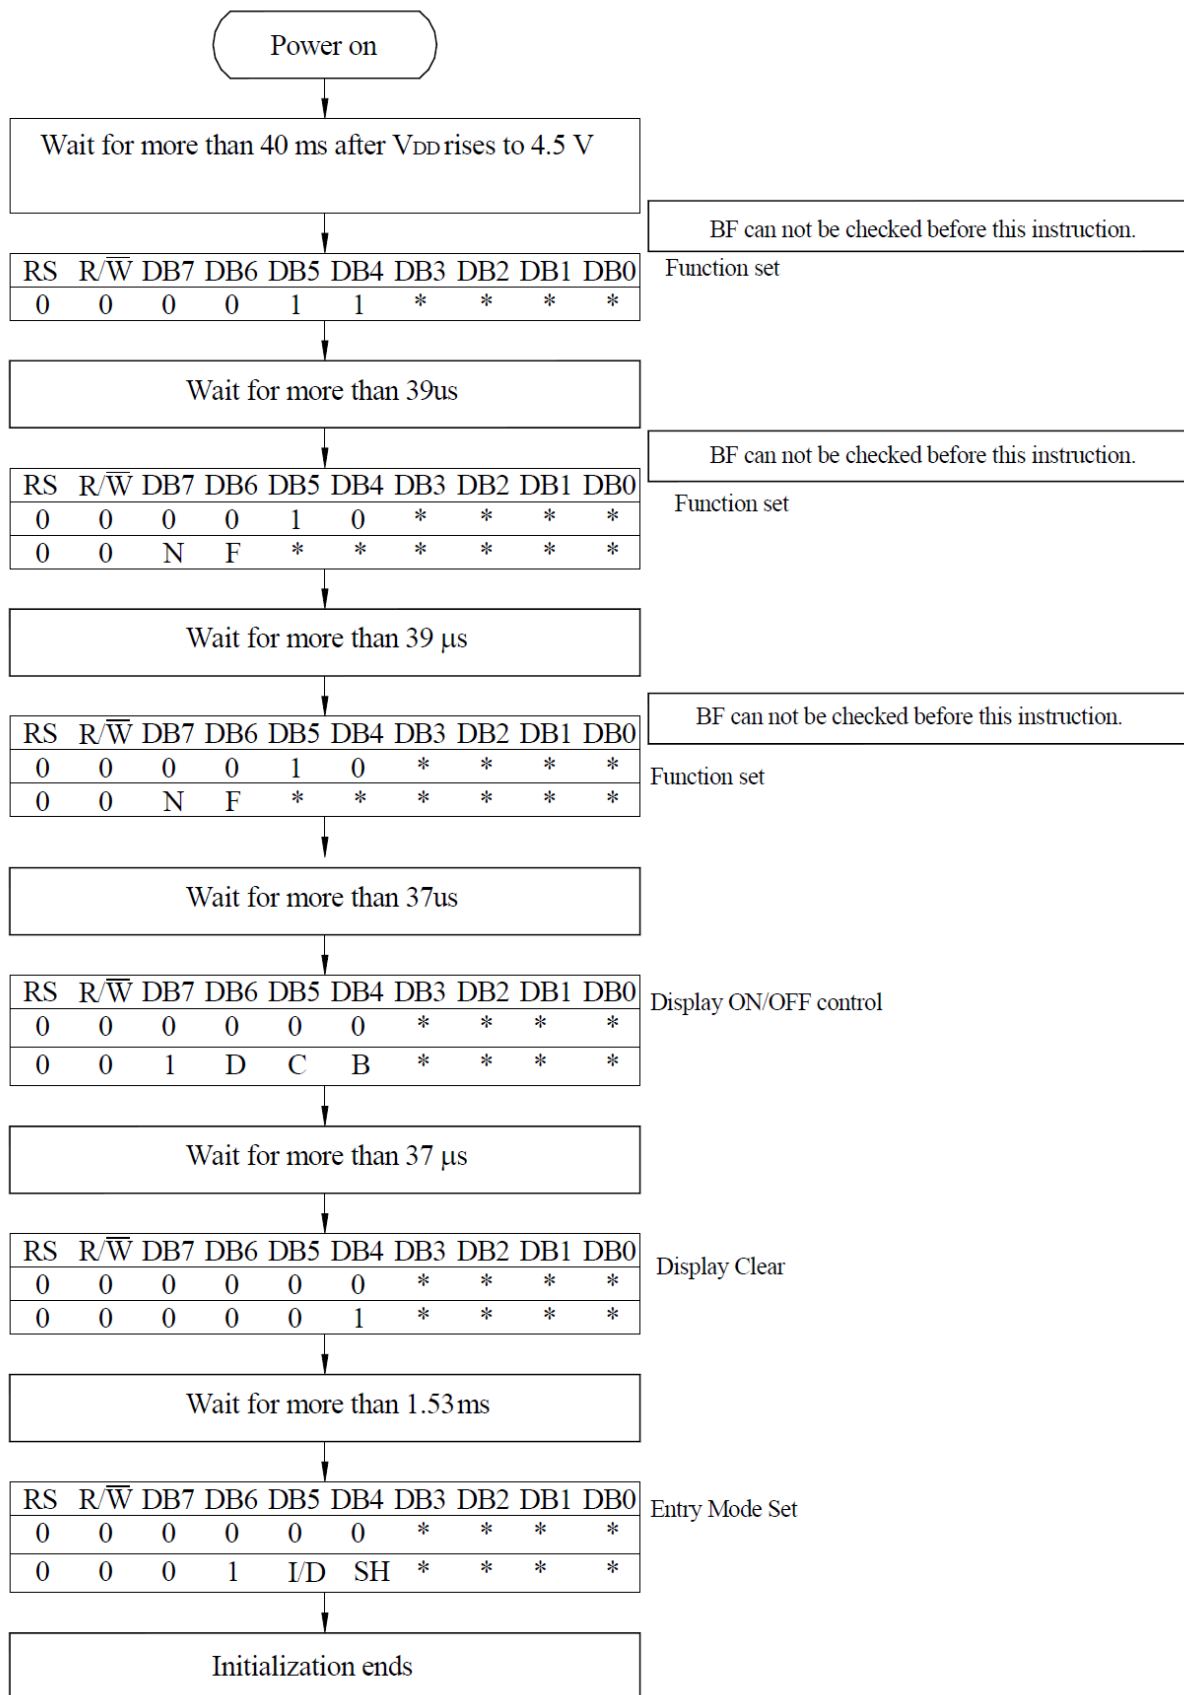 Power on
Wait for more than 40 ms after VDD rises to 4.5 V
BF can not be checked before this instruction.
RS R/W̅ DB7 DB6 DB5 DB4 DB3 DB2 DB1 DB0
Function set
0 0 0 0 1 1 * * * *
Wait for more than 39us
BF can not be checked before this instruction.
RS R/W̅ DB7 DB6 DB5 DB4 DB3 DB2 DB1 DB0
Function set
0 0 0 0 1 0 * * * *
0 0 N F * * * * * *
Wait for more than 39 μs
BF can not be checked before this instruction.
RS R/W̅ DB7 DB6 DB5 DB4 DB3 DB2 DB1 DB0
0 0 0 0 1 0 * * * *
Function set
0 0 N F * * * * * *
Wait for more than 37us
RS R/W̅ DB7 DB6 DB5 DB4 DB3 DB2 DB1 DB0
Display ON/OFF control
0 0 0 0 0 0 * * * *
0 0 1 D C B * * * *
Wait for more than 37 μs
RS R/W̅ DB7 DB6 DB5 DB4 DB3 DB2 DB1 DB0
Display Clear
0 0 0 0 0 0 * * * *
0 0 0 0 0 1 * * * *
Wait for more than 1.53ms
RS R/W̅ DB7 DB6 DB5 DB4 DB3 DB2 DB1 DB0
Entry Mode Set
0 0 0 0 0 0 * * * *
0 0 0 1 I/D SH * * * *
Initialization ends